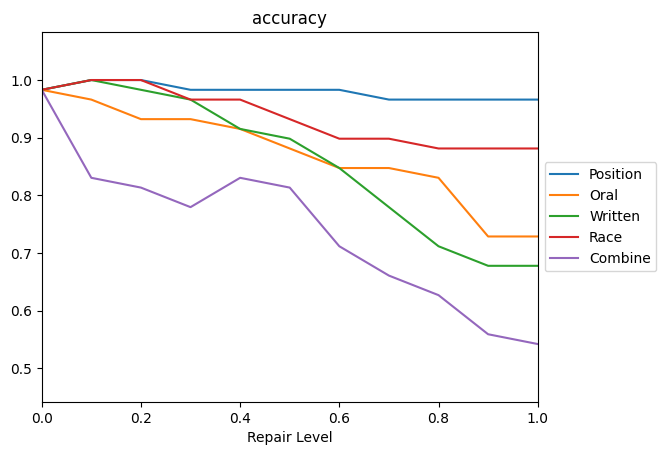 accuracy
1.0
0.9
0.8
0.7
0.6
0.5
0.0 0.2 0.4 0.6 0.8 1.0
Repair Level
Position
Oral
Written
Race
Combine